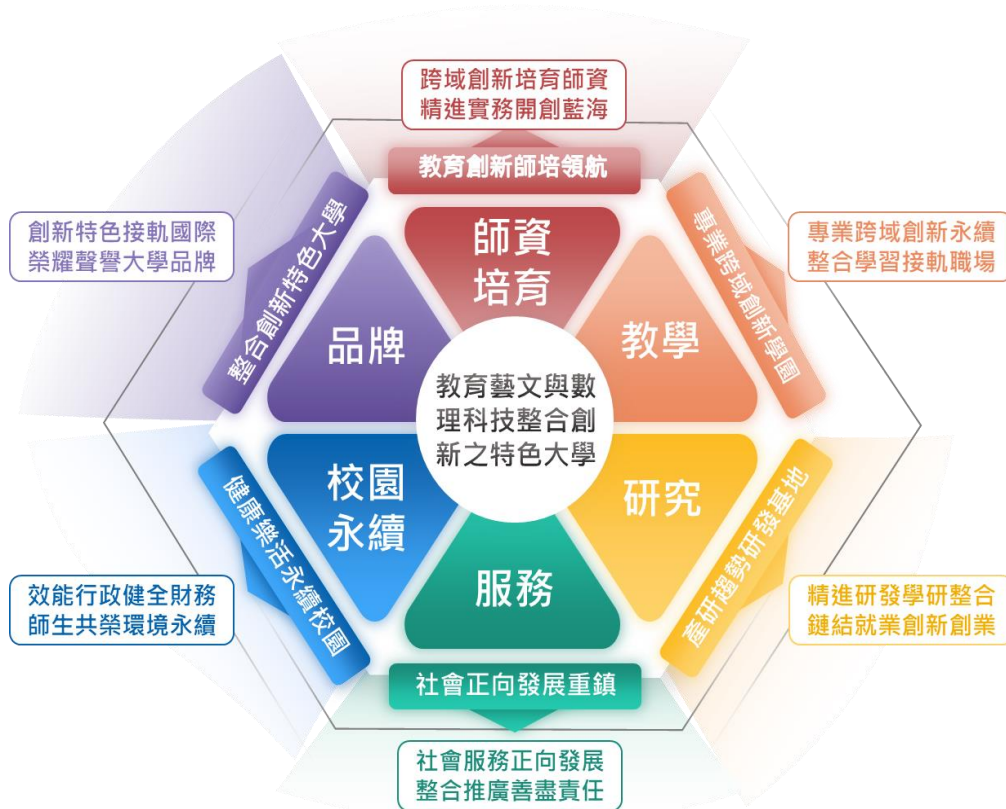 跨域創新培育師資
精進實務開創藍海
教育創新師培領航
師資
培育
創新特色接軌國際
榮耀聲譽大學品牌
整合創新特色大學
品牌
教學
專業跨域創新學園
專業跨域創新永續
整合學習接軌職場
教育藝文與數
理科技整合創
新之特色大學
效能行政健全財務
師生共榮環境永續
健康樂活永續校園
校園
永續
研究
產研趨勢研發基地
精進研發學研整合
鏈結就業創新創業
服務
社會正向發展重鎮
社會服務正向發展
整合推廣善盡責任